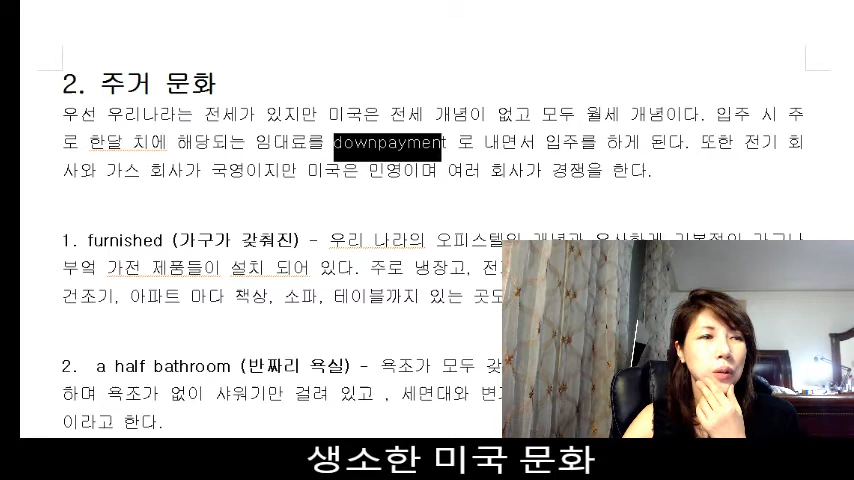 2. 주거 문화
우선 우리나라는 전세가 있지만 미국은 전세 개념이 없고 모두 월세 개념이다. 입주 시 주
로 한달 치에 해당되는 임대료를 downpayment 로 내면서 입주를 하게 된다. 또한 전기 회
사와 가스 회사가 국영이지만 미국은 민영이며 여러 회사가 경쟁을 한다.
1. furnished (가구가 갖춰진) - 우리 나라의 오피스텔의 개념과 유사하게 기본적인 가구나
부엌 가전 제품들이 설치 되어 있다. 주로 냉장고,
건조기, 아파트 마다 책상, 소파, 테이블까지 있는
2. a half bathroom (반짜리 욕실) - 욕조가 모두
하며 욕조가 없이 샤워기만 걸려 있고 , 세면대와
이라고 한다.
생소한 미국 문화